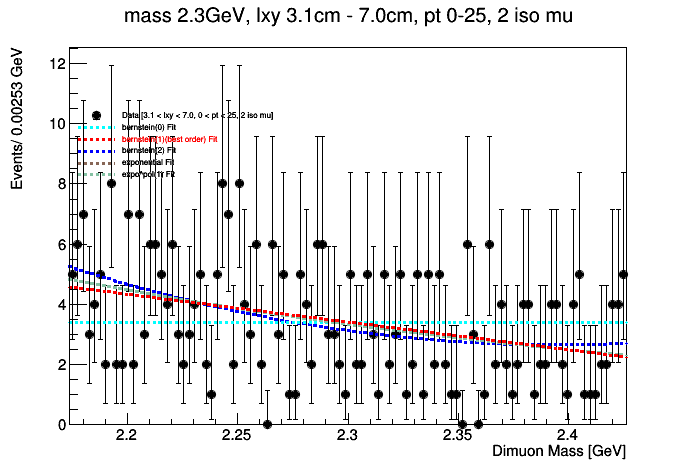 mass 2.3GeV, lxy 3.1cm - 7.0cm, pt 0-25, 2 iso mu
Events/ 0.00253 GeV
12
10
8
6
4
2
0
Data [3.1 < lxy < 7.0, 0 < pt < 25, 2 iso mu]
bernstein(0) Fit
bernstein(1)(best order) Fit
bernstein(2) Fit
exponential Fit
expo*pol(1) Fit
2.2
2.25
2.3
2.35
2.4
Dimuon Mass [GeV]